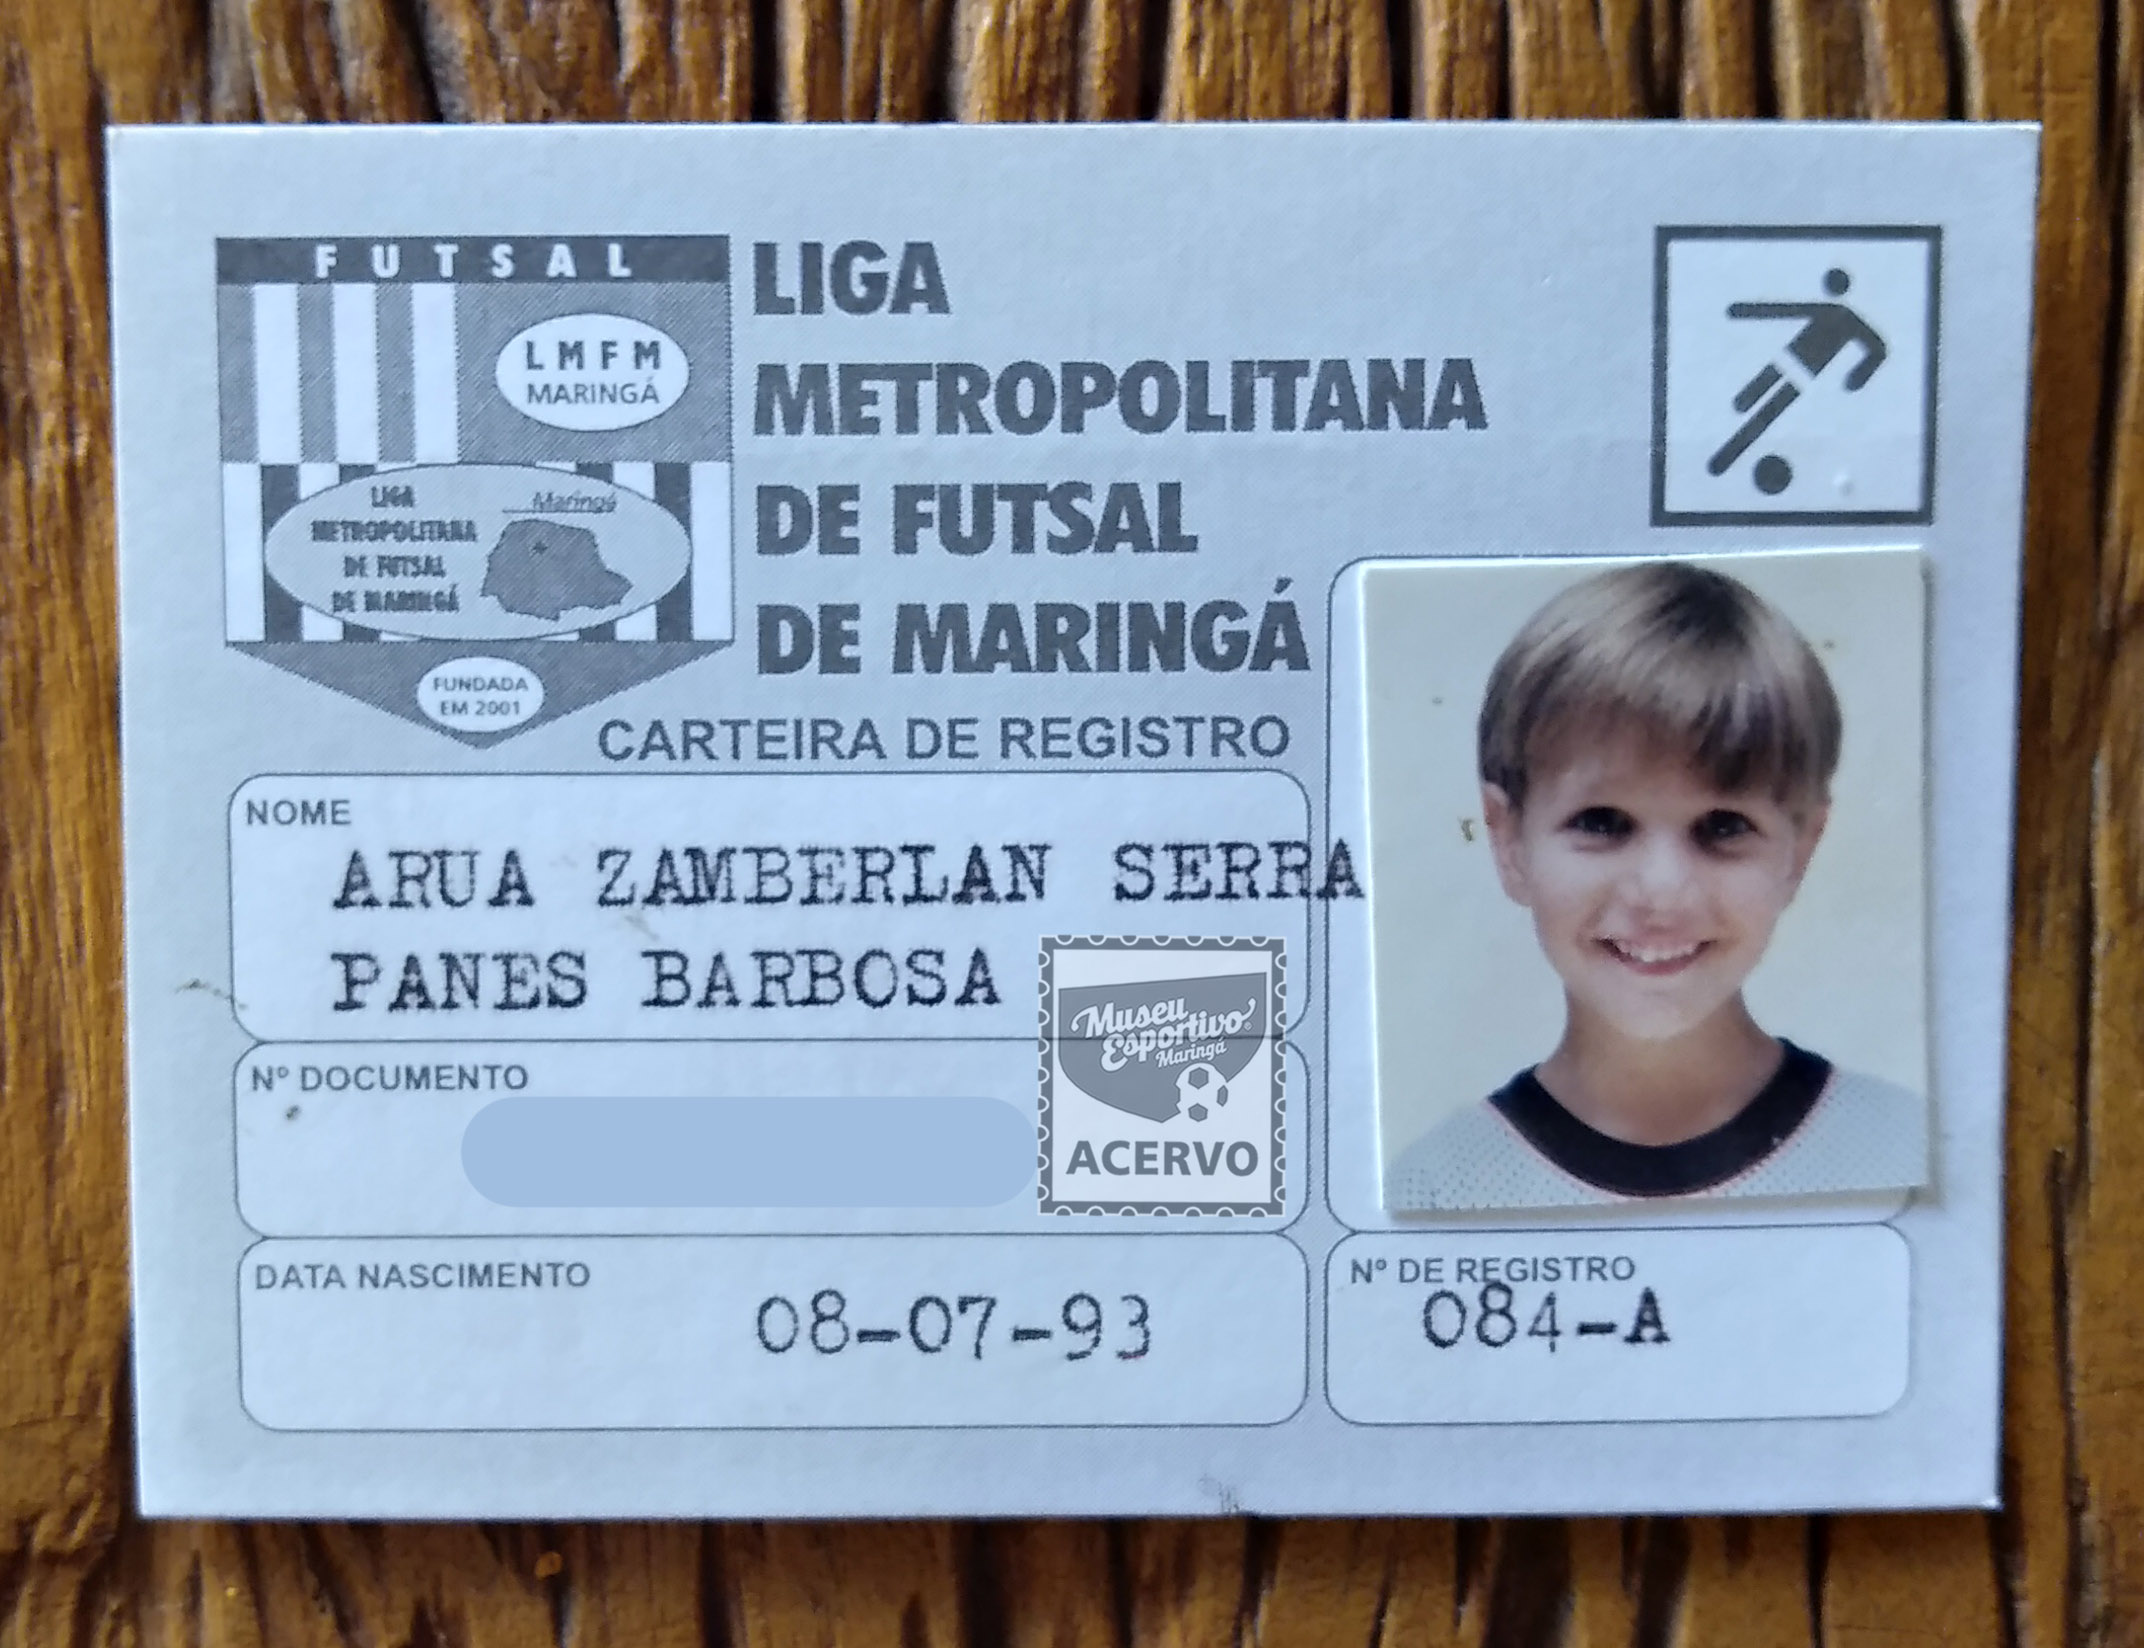 FUTSAL
LMFM
MARINGÁ
LIGA
METROPOLITANA
DE FUTSAL
DE MARINGÁ
Maringá
FUNDADA
EM 2001
LIGA
METROPOLITANA
DE FUTSAL
DE MARINGÁ
CARTEIRA DE REGISTRO
NOME
ARUA ZAMBERLAN SERRA
PANES BARBOSA
Nº DOCUMENTO
Museu
Esportivo
Maringá
ACERVO
DATA NASCIMENTO
08-07-93
Nº DE REGISTRO
084-A